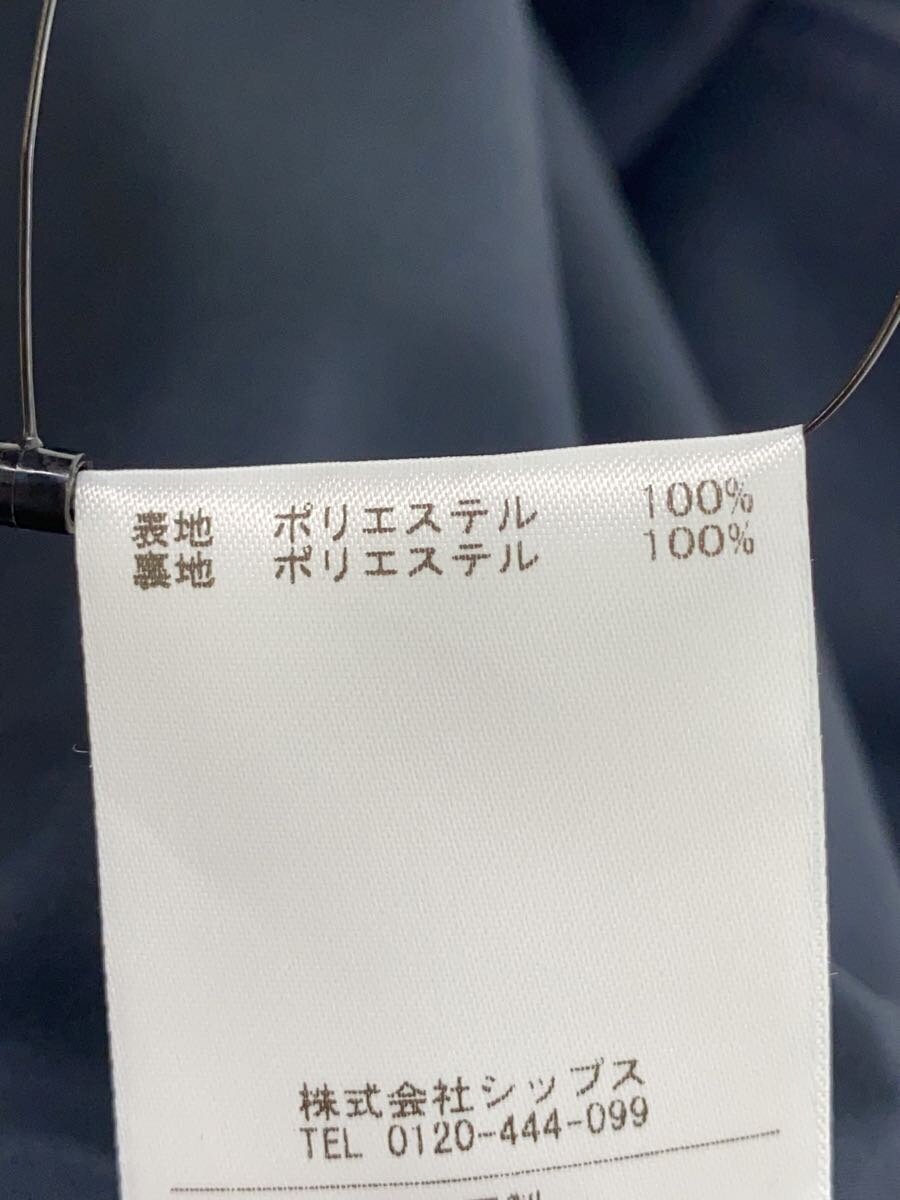 表地 ポリエステル 100%
裏地 ポリエステル 100%
株式会社シップス
TEL 0120-444-099